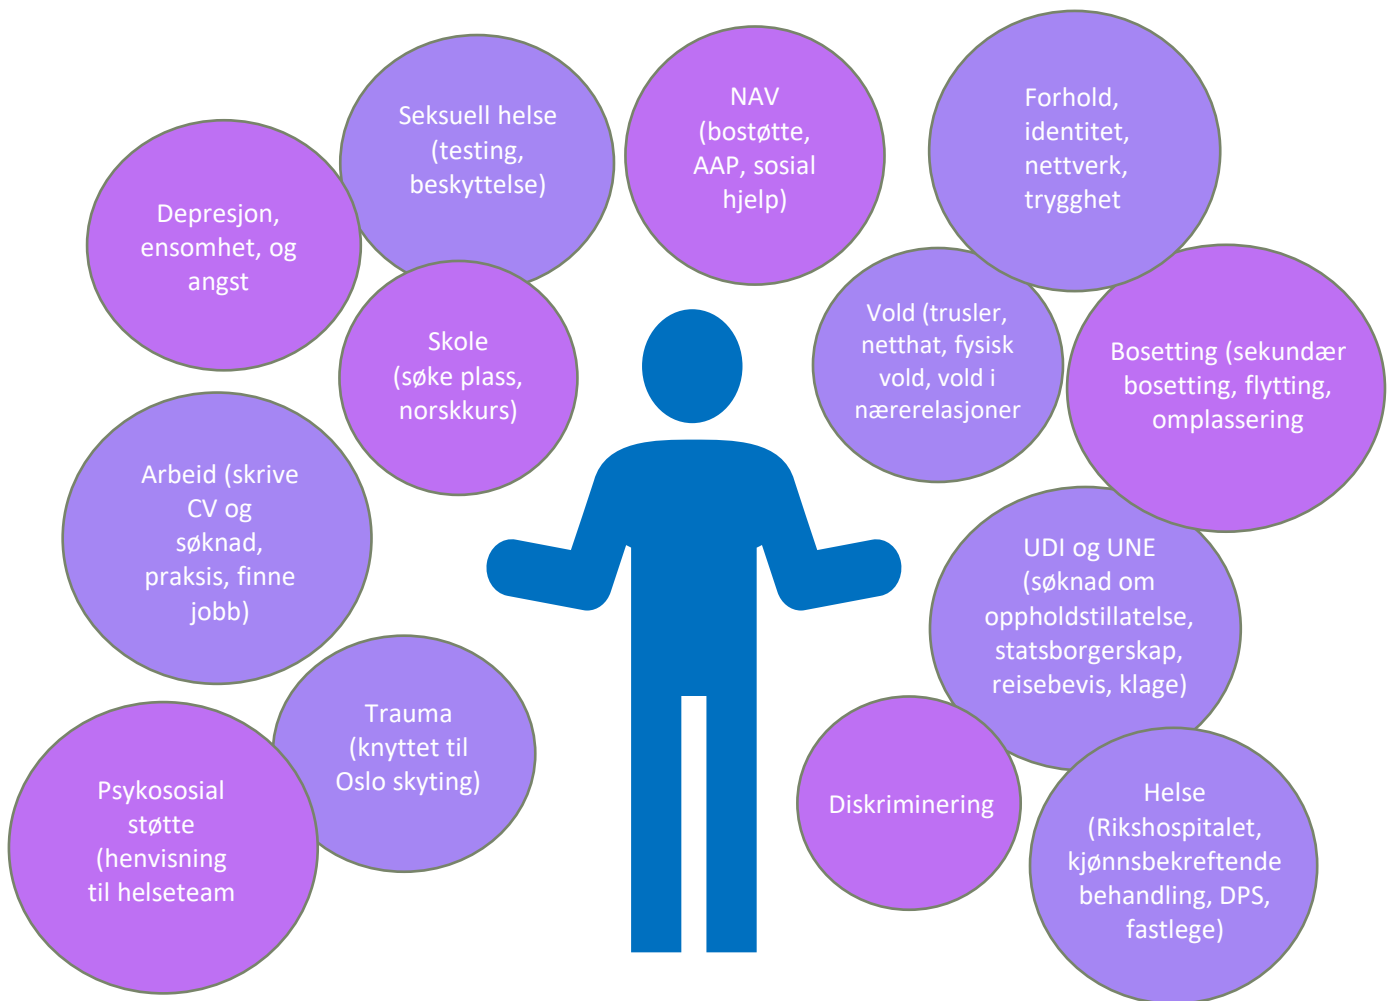 Seksuell helse
(testing,
beskyttelse)
NAV
(bostøtte,
AAP, sosial
hjelp)
Forhold,
identitet,
nettverk,
trygghet
Depresjon,
ensomhet, og
angst
Skole
(søke plass,
norskkurs)
Vold (trusler,
netthat, fysisk
vold, vold i
nærerelasjoner
Bosetting (sekundær
bosetting, flytting,
omplassering
Arbeid (skrive
CV og
søknad,
praksis, finne
jobb)
UDI og UNE
(søknad om
oppholdstillatelse,
statsborgerskap,
reisebevis, klage)
Trauma
(knyttet til
Oslo skyting)
Psykososial
støtte
(henvisning
til helseteam
Diskriminering
Helse
(Rikshospitalet,
kjønnsbekreftende
behandling, DPS,
fastlege)